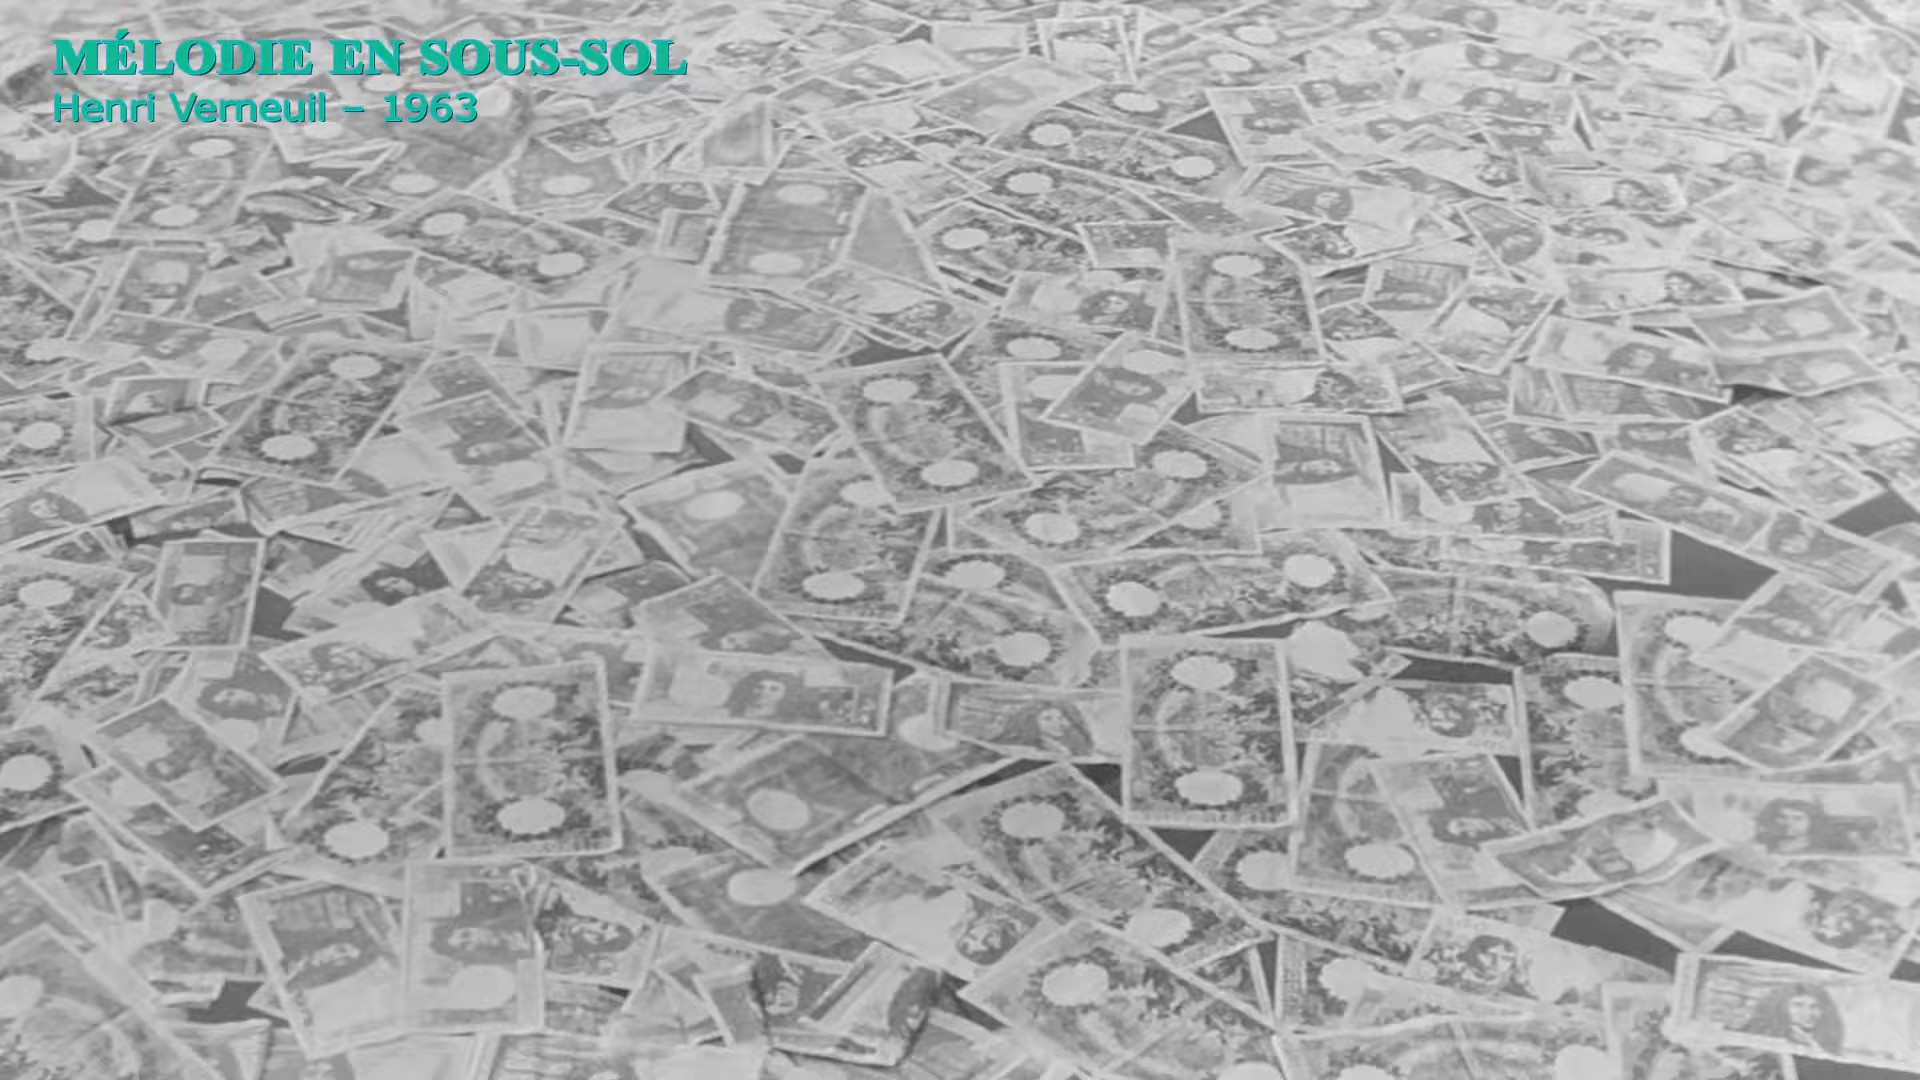 MÉLODIE EN SOUS-SOL
Henri Verneuil – 1963